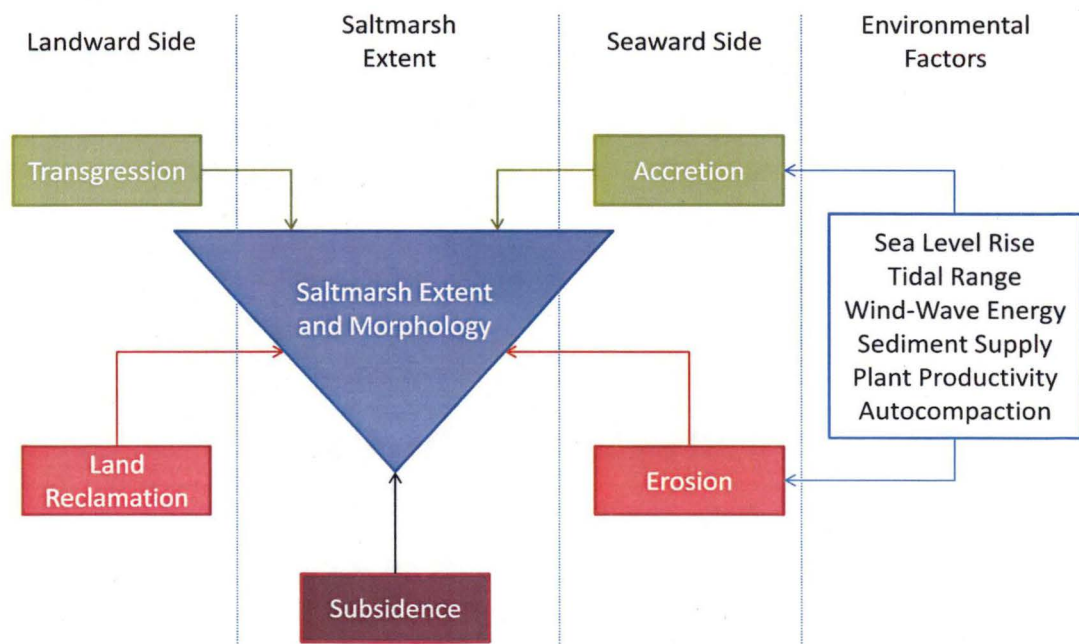 Landward Side
Saltmarsh
Extent
Seaward Side
Environmental
Factors
Transgression
Accretion
Saltmarsh Extent
and Morphology
Sea Level Rise
Tidal Range
Wind-Wave Energy
Sediment Supply
Plant Productivity
Autocompaction
Land
Reclamation
Erosion
Subsidence